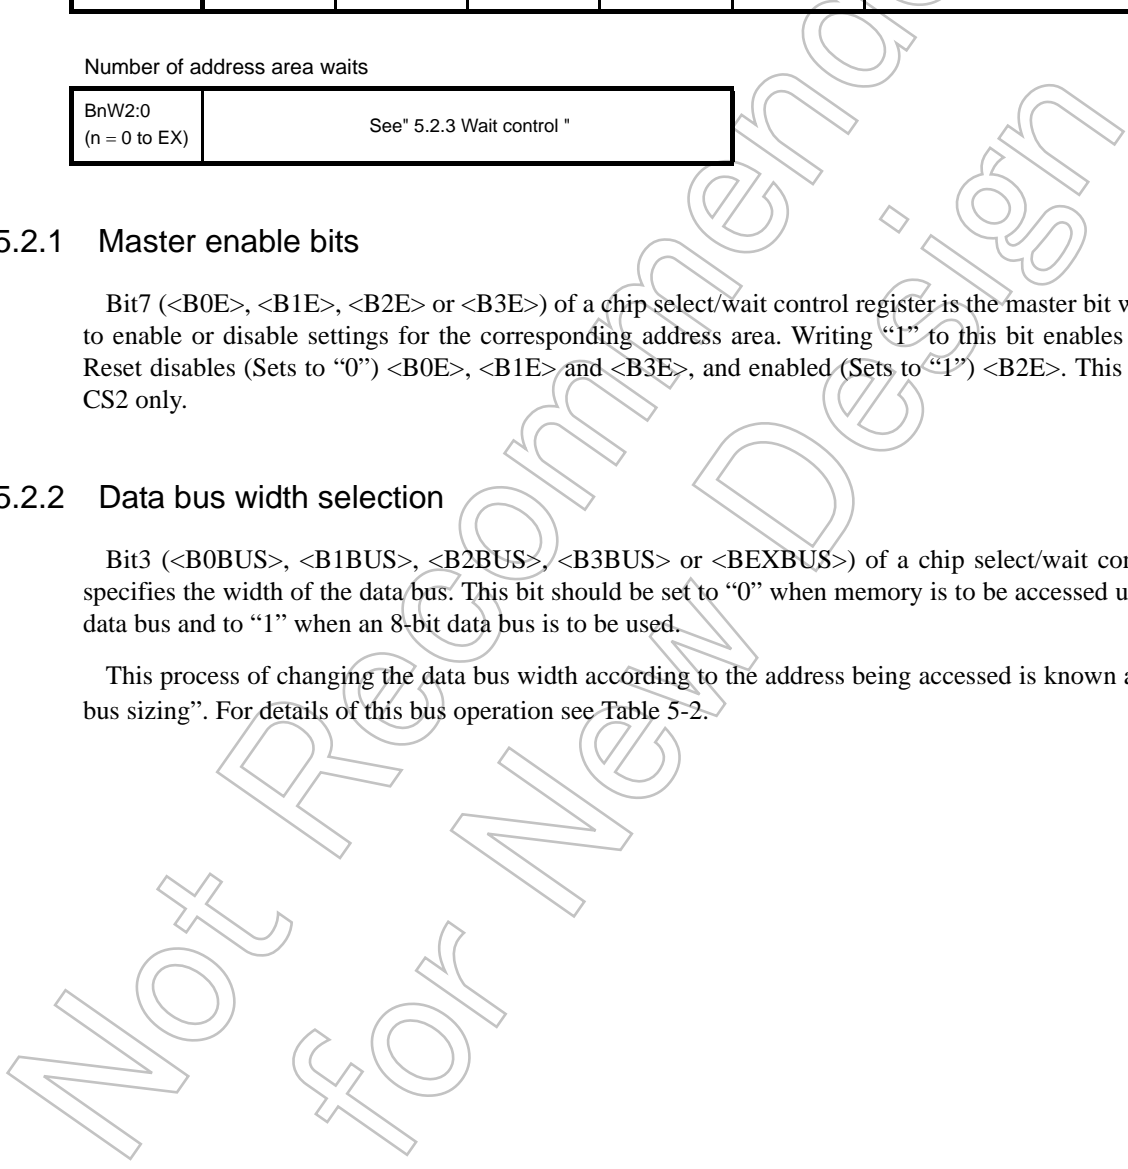 Number of address area waits
BnW2:0
(n = 0 to EX)
See" 5.2.3 Wait control "
5.2.1 Master enable bits
Bit7 (<B0E>, <B1E>, <B2E> or <B3E>) of a chip select/wait control register is the master bit
to enable or disable settings for the corresponding address area. Writing “1” to this bit enables
Reset disables (Sets to “0”) <B0E>, <B1E> and <B3E>, and enabled (Sets to “1”) <B2E>. This
CS2 only.
5.2.2 Data bus width selection
Bit3 (<B0BUS>, <B1BUS>, <B2BUS>, <B3BUS> or <BEXBUS>) of a chip select/wait
specifies the width of the data bus. This bit should be set to “0” when memory is to be accessed
data bus and to “1” when an 8-bit data bus is to be used.
This process of changing the data bus width according to the address being accessed is known
bus sizing”. For details of this bus operation see Table 5-2.
Not Recommended
for New Design